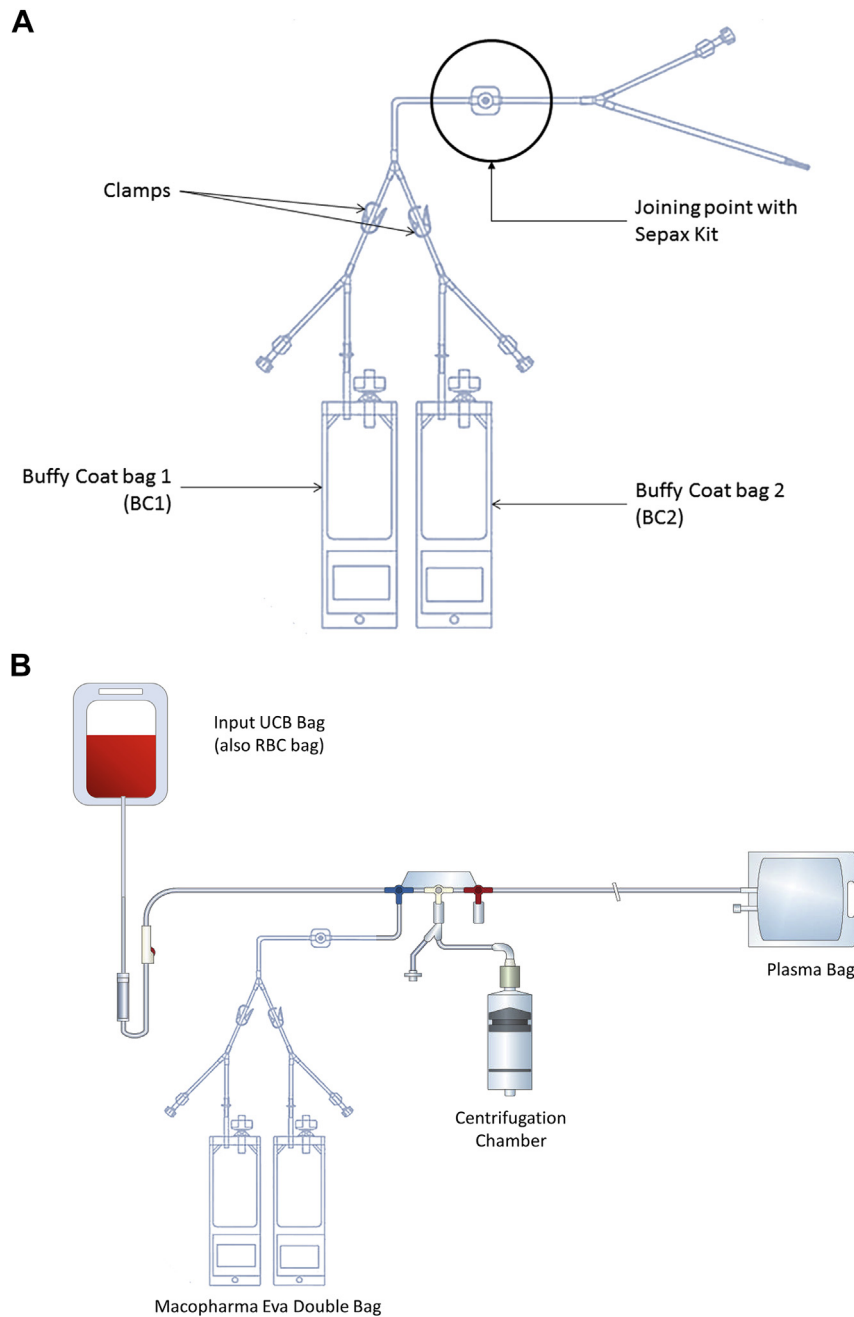 A
Clamps
Joining point with
Sepax Kit
Buffy Coat bag 1
(BC1)
Buffy Coat bag 2
(BC2)
B
Input UCB Bag
(also RBC bag)
Plasma Bag
Centrifugation
Chamber
Macopharma Eva Double Bag